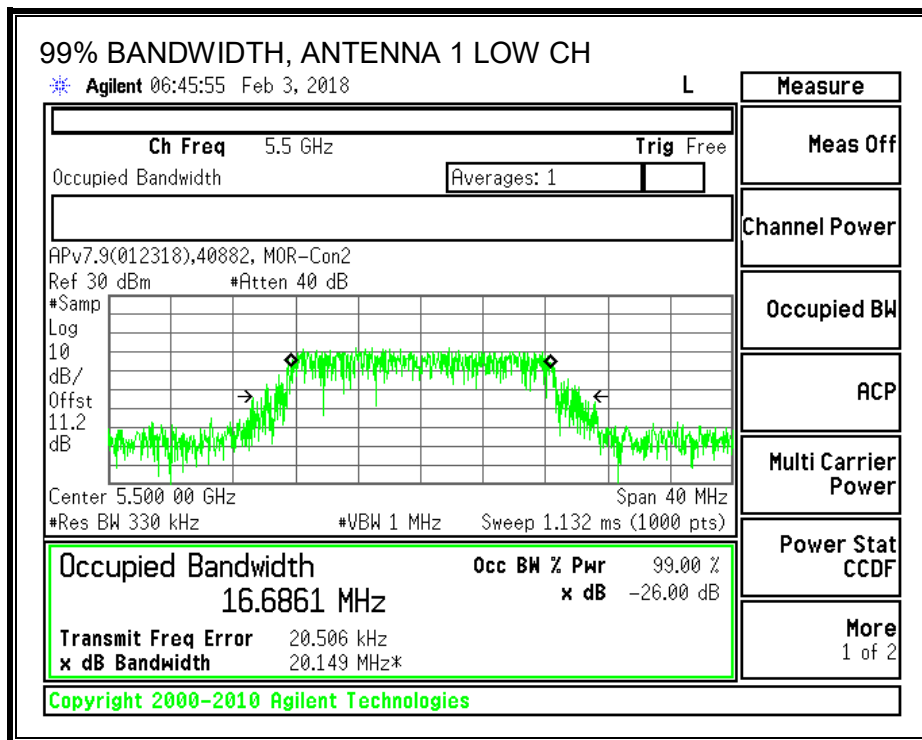 99% BANDWIDTH, ANTENNA 1 LOW CH
Agilent 06:45:55 Feb 3, 2018 L
Measure
Ch Freq 5.5 GHz Trig Free
Meas Off
Occupied Bandwidth Averages: 1
Channel Power
APv7.9(012318),40882, MOR-Con2
Ref 30 dBm #Atten 40 dB
#Samp
Log
10
dB/
Offst
11.2
dB
Occupied BW
ACP
Center 5.500 00 GHz Span 40 MHz
#Res BW 330 kHz #VBW 1 MHz Sweep 1.132 ms (1000 pts)
Multi Carrier
Power
Occupied Bandwidth Occ BW % Pwr 99.00 %
16.6861 MHz x dB -26.00 dB
Power Stat
CCDF
Transmit Freq Error 20.506 kHz
x dB Bandwidth 20.149 MHz*
More
1 of 2
Copyright 2000-2010 Agilent Technologies